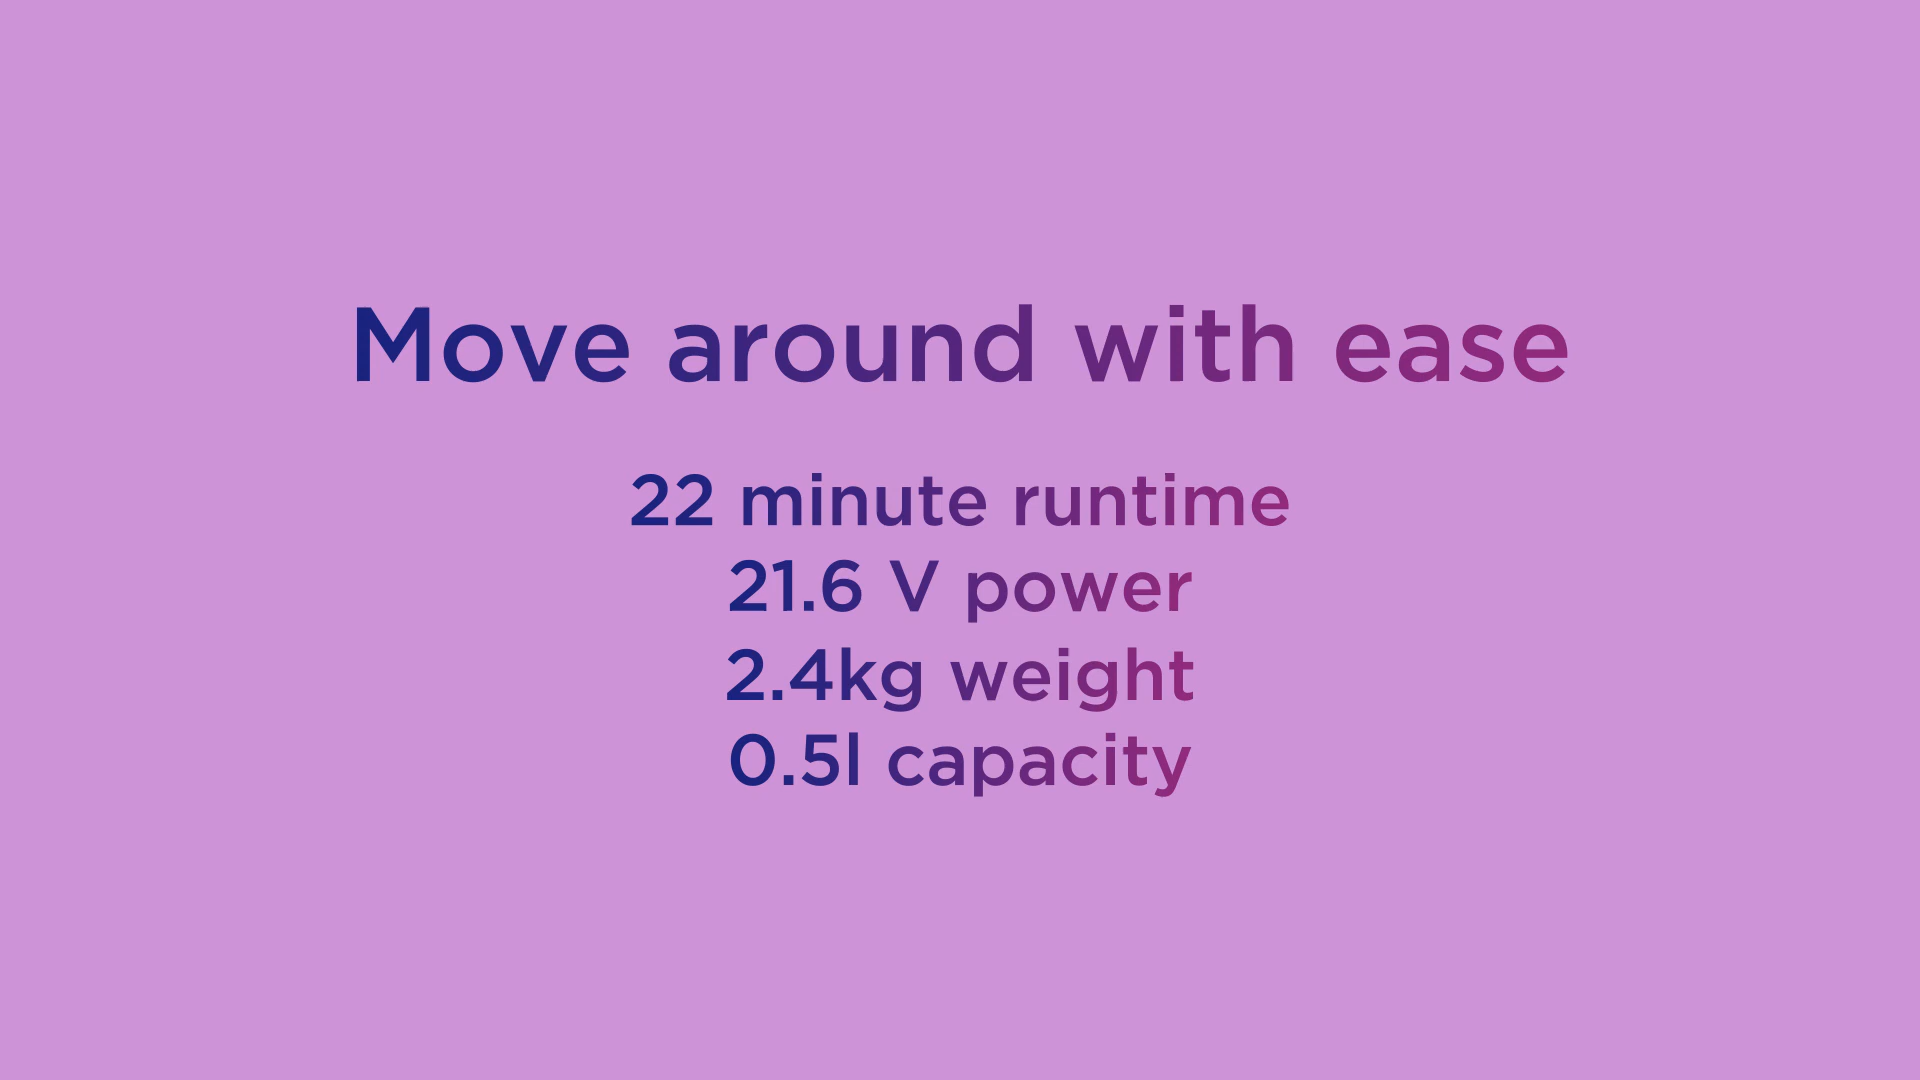 Move around with ease
22 minute runtime
21.6 V power
2.4kg weight
0.5l capacity